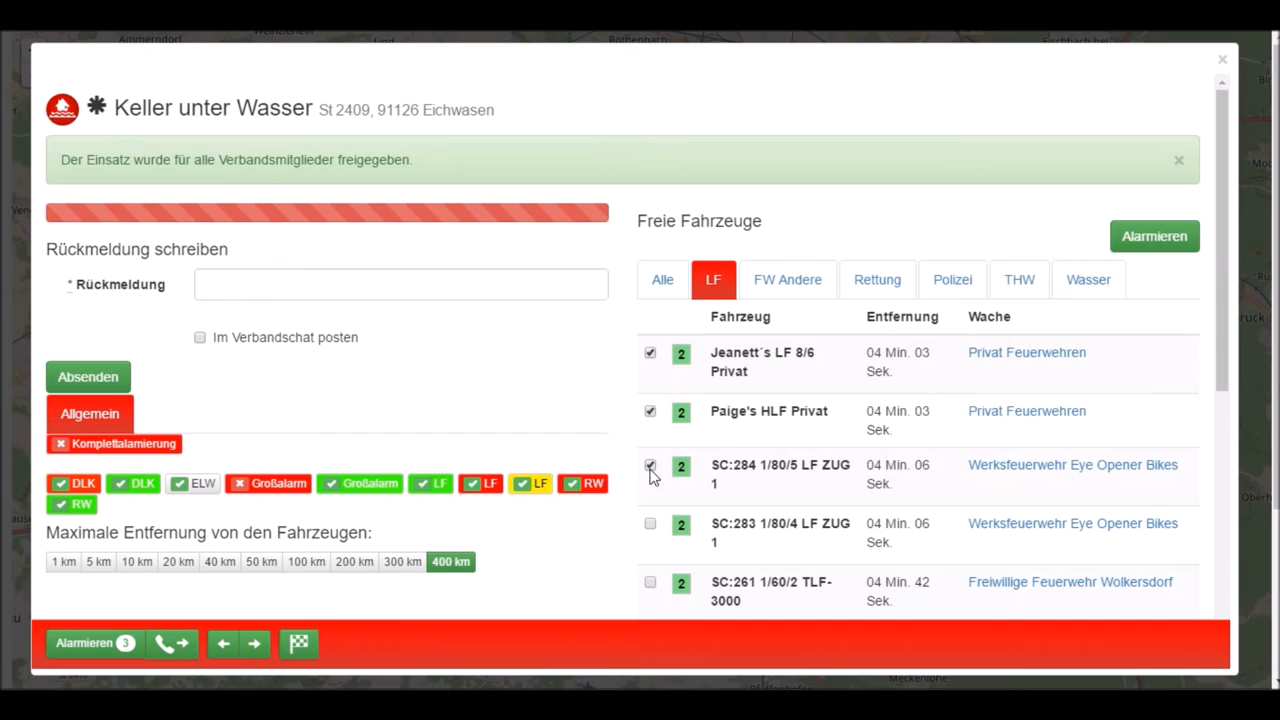 Ammerndorf
Rothenbach
Keller unter Wasser St 2409, 91126 Eichwasen
×
Der Einsatz wurde für alle Verbandsmitglieder freigegeben. ×
Rückmeldung schreiben
* Rückmeldung
Im Verbandschat posten
Absenden
Allgemein
Komplettalamierung
DLK DLK ELW Großalarm Großalarm LF LF LF RW
RW
Maximale Entfernung von den Fahrzeugen:
1 km 5 km 10 km 20 km 40 km 50 km 100 km 200 km 300 km 400 km
Freie Fahrzeuge
Alarmieren
Alle LF FW Andere Rettung Polizei THW Wasser
Fahrzeug Entfernung Wache
2 Jeanett´s LF 8/6 04 Min. 03 Privat Feuerwehren
Privat Sek.
2 Paige's HLF Privat 04 Min. 03 Privat Feuerwehren
Sek.
2 SC:284 1/80/5 LF ZUG 04 Min. 06 Werksfeuerwehr Eye Opener Bikes
1 Sek.
2 SC:283 1/80/4 LF ZUG 04 Min. 06 Werksfeuerwehr Eye Opener Bikes
1 Sek.
2 SC:261 1/60/2 TLF- 04 Min. 42 Freiwillige Feuerwehr Wolkersdorf
3000 Sek.
Alarmieren 3
Meckenlohe